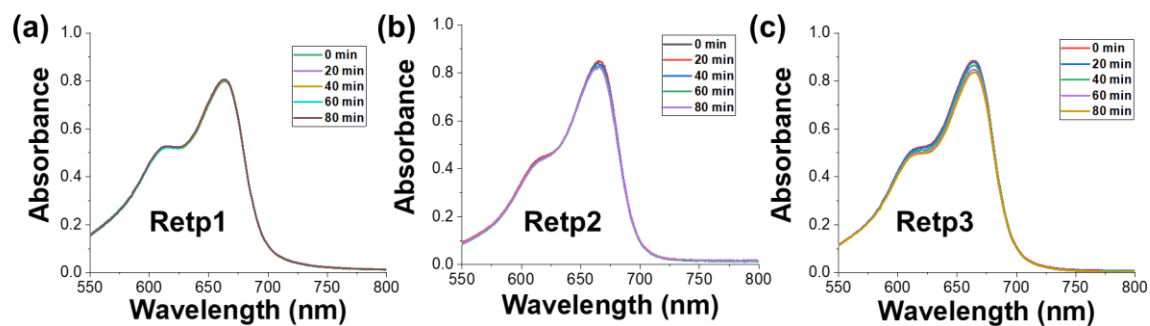 (a)
Absorbance
1.0
0.8
0.6
0.4
0.2
0.0
0 min
20 min
40 min
60 min
80 min
Retp1
550 600 650 700 750 800
Wavelength (nm)
(b)
Absorbance
1.0
0.8
0.6
0.4
0.2
0.0
0 min
20 min
40 min
60 min
80 min
Retp2
550 600 650 700 750 800
Wavelength (nm)
(c)
Absorbance
1.0
0.8
0.6
0.4
0.2
0.0
0 min
20 min
40 min
60 min
80 min
Retp3
550 600 650 700 750 800
Wavelength (nm)